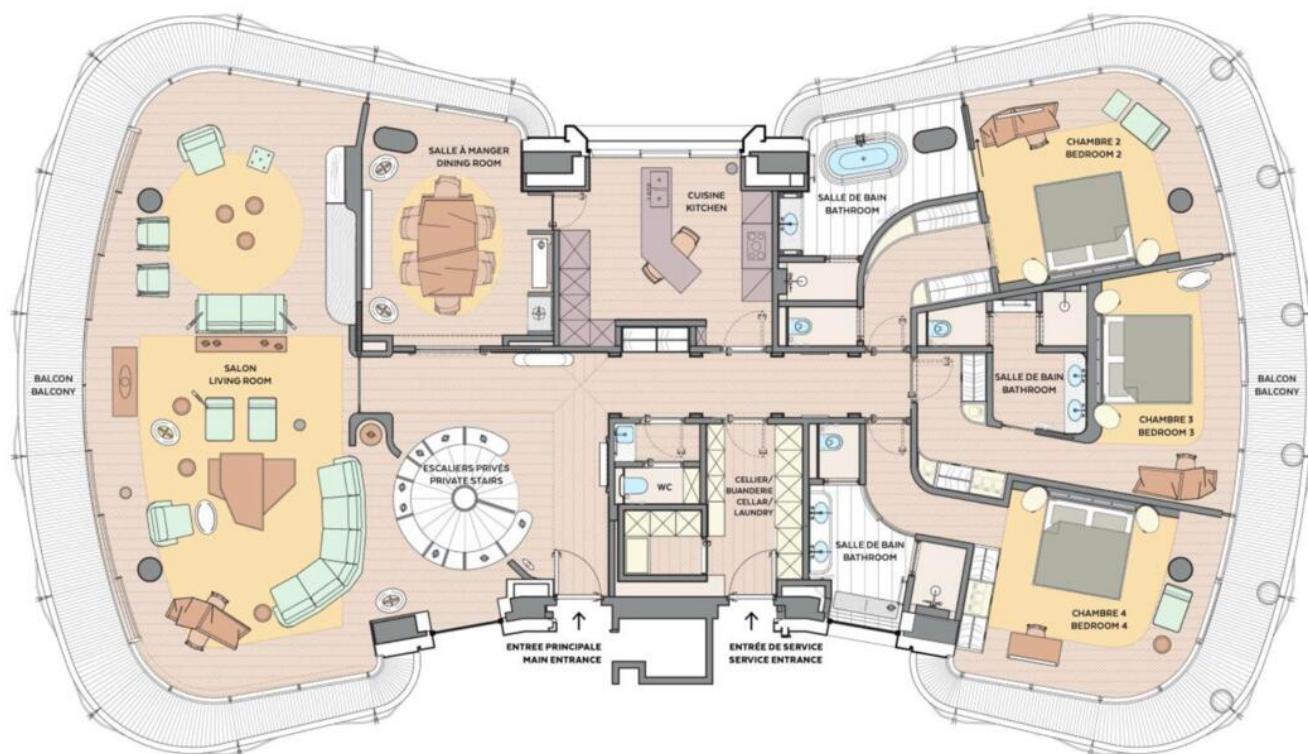 SALLE À MANGER
DINING ROOM
CUISINE
KITCHEN
SALLE DE BAIN
BATHROOM
CHAMBRE 2
BEDROOM 2
BALCON
BALCONY
SALON
LIVING ROOM
SALLE DE BAIN
BATHROOM
CHAMBRE 3
BEDROOM 3
BALCON
BALCONY
ESCALIERS PRIVÉS
PRIVATE STAIRS
WC
CELLIER/
BUANDERIE
CELLAR/
LAUNDRY
SALLE DE BAIN
BATHROOM
CHAMBRE 4
BEDROOM 4
ENTREE PRINCIPALE
MAIN ENTRANCE
ENTRÉE DE SERVICE
SERVICE ENTRANCE